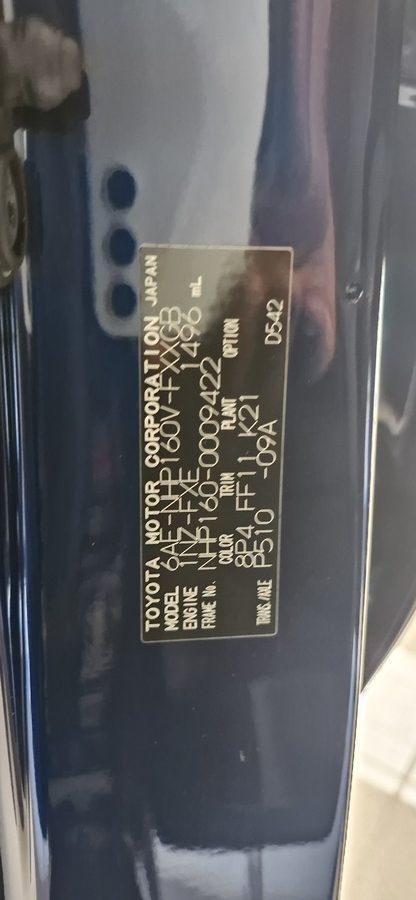 TOYOTA MOTOR CORPORATION JAPAN
MODEL 6AE-NHP160V-FXXGB
ENGINE 1NZ-FXE 1496 mL
FRAME No. NHP160-0009422
COLOR TRIM PLANT OPTION
8P4 FF11 K21
TRANS./AXLE P510 -09A D542